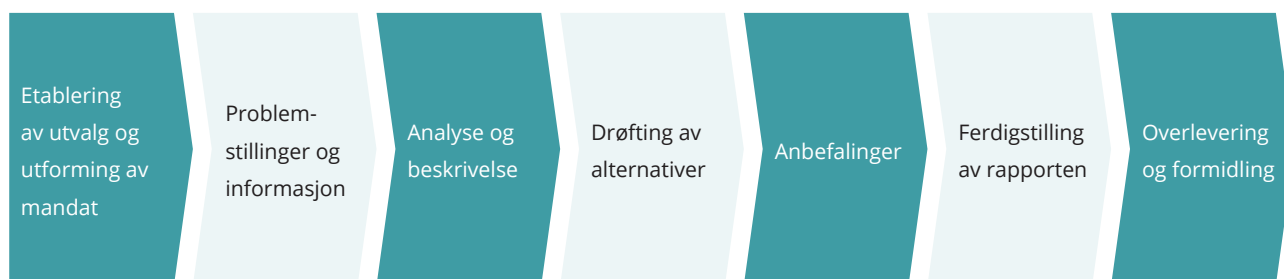 Etablering
av utvalg og
utforming av
mandat
Problem-
stillinger og
informasjon
Analyse og
beskrivelse
Drøfting av
alternativer
Anbefalinger
Ferdigstilling
av rapporten
Overlevering
og formidling